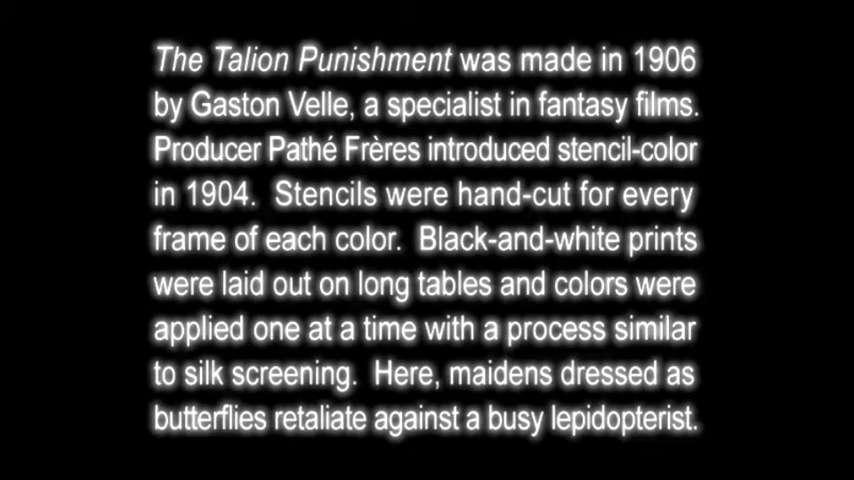 The Talion Punishment was made in 1906
by Gaston Velle, a specialist in fantasy films.
Producer Pathé Frères introduced stencil-color
in 1904.  Stencils were hand-cut for every
frame of each color.  Black-and-white prints
were laid out on long tables and colors were
applied one at a time with a process similar
to silk screening.  Here, maidens dressed as
butterflies retaliate against a busy lepidopterist.